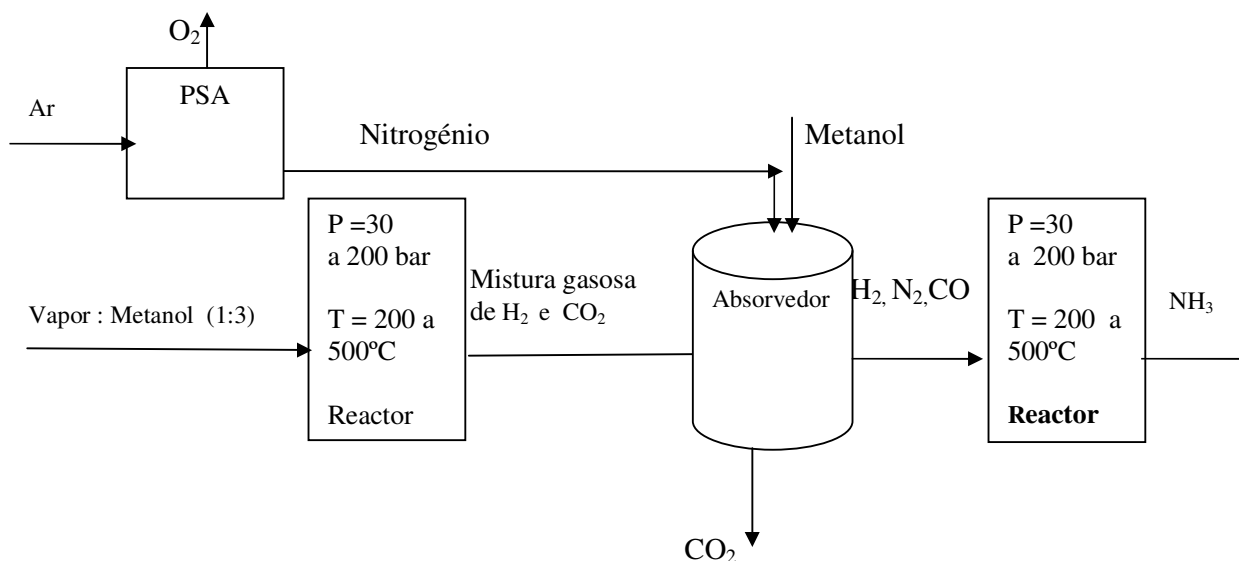 O₂
PSA
Ar
Nitrogénio
Metanol
P =30
a 200 bar
T = 200 a
500ºC
Reactor
Vapor : Metanol (1:3)
Mistura gasosa
de H₂ e CO₂
Absorvedor
H₂, N₂,CO
P =30
a 200 bar
T = 200 a
500ºC
Reactor
NH₃
CO₂